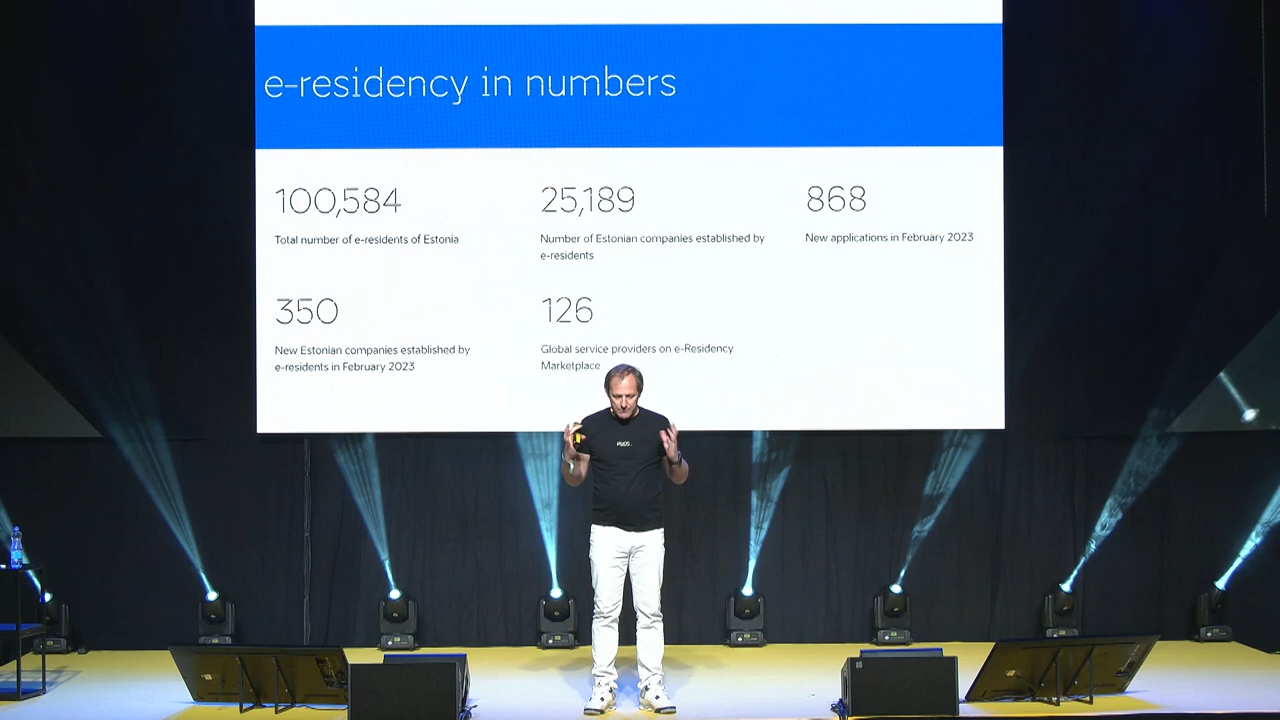 e-residency in numbers
100,584
25,189
868
Total number of e-residents of Estonia
Number of Estonian companies established by
e-residents
New applications in February 2023
350
126
New Estonian companies established by
e-residents in February 2023
Global service providers on e-Residency
Marketplace